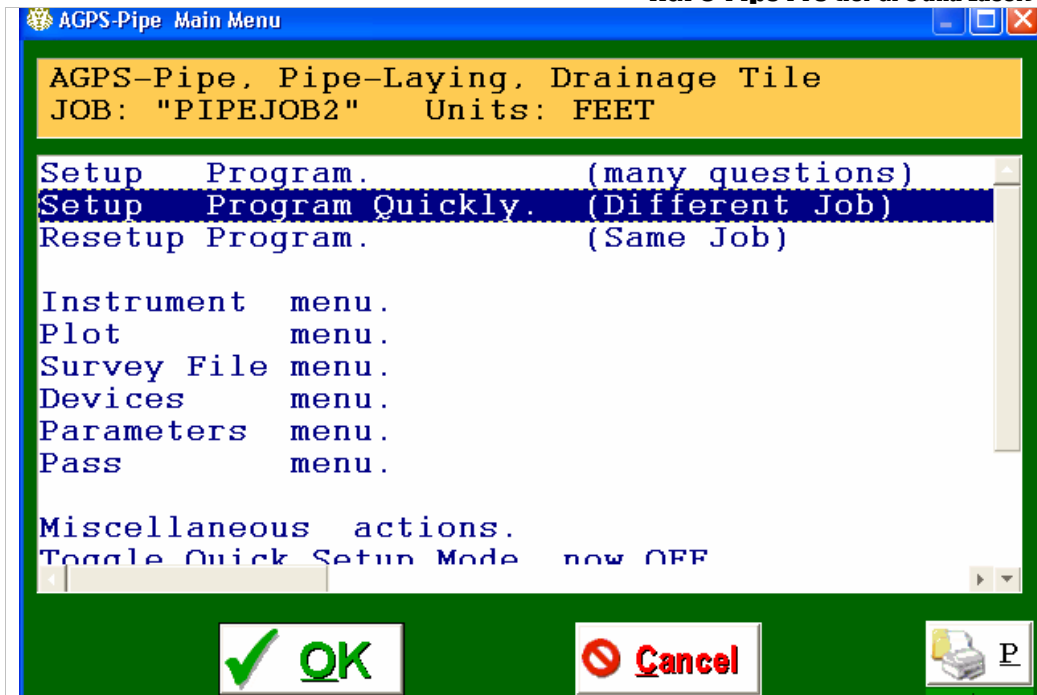 AGPS-Pipe Main Menu
AGPS-Pipe, Pipe-Laying, Drainage Tile
JOB: "PIPEJOB2" Units: FEET
Setup Program. (many questions)
Setup Program Quickly. (Different Job)
Resetup Program. (Same Job)
Instrument menu.
Plot menu.
Survey File menu.
Devices menu.
Parameters menu.
Pass menu.
Miscellaneous actions.
Toggle Quick Setup Mode now OFF
OK
Cancel
P